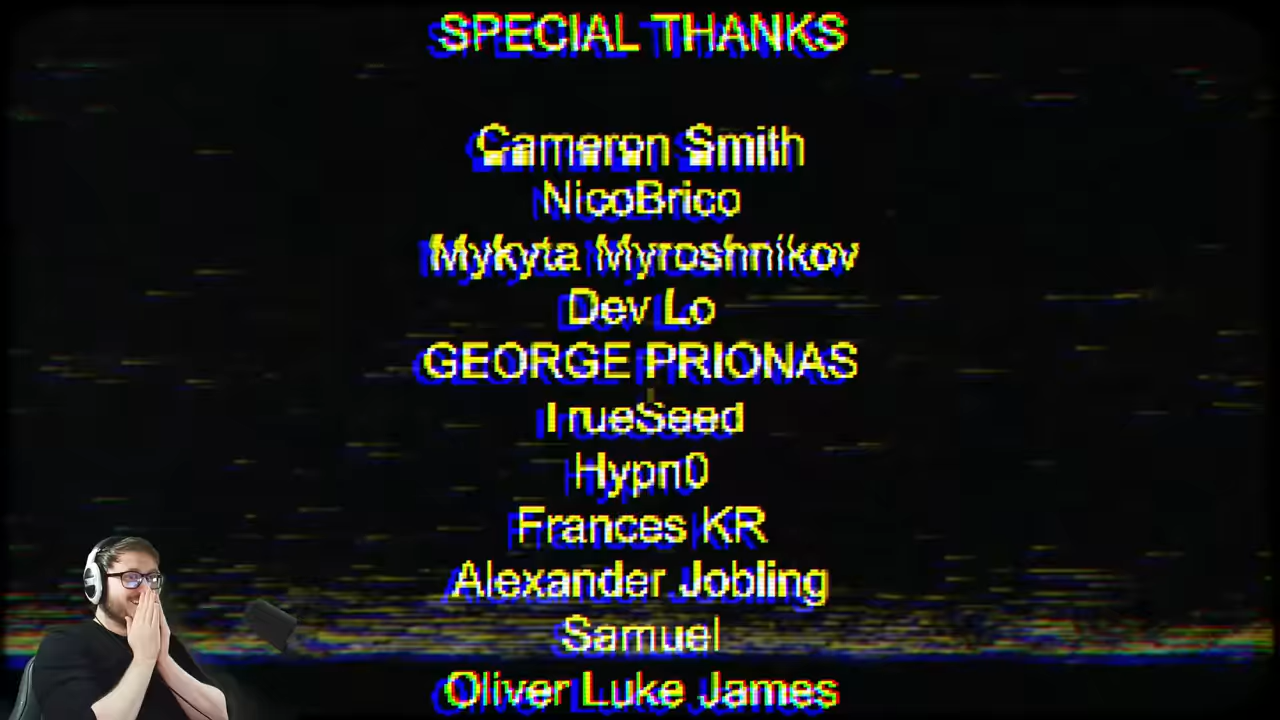 SPECIAL THANKS
Cameron Smith
NicoBrico
Mykyta Myroshnikov
Dev Lo
GEORGE PRIONAS
TrueSeed
Hypn0
Frances KR
Alexander Jobling
Samuel
Oliver Luke James